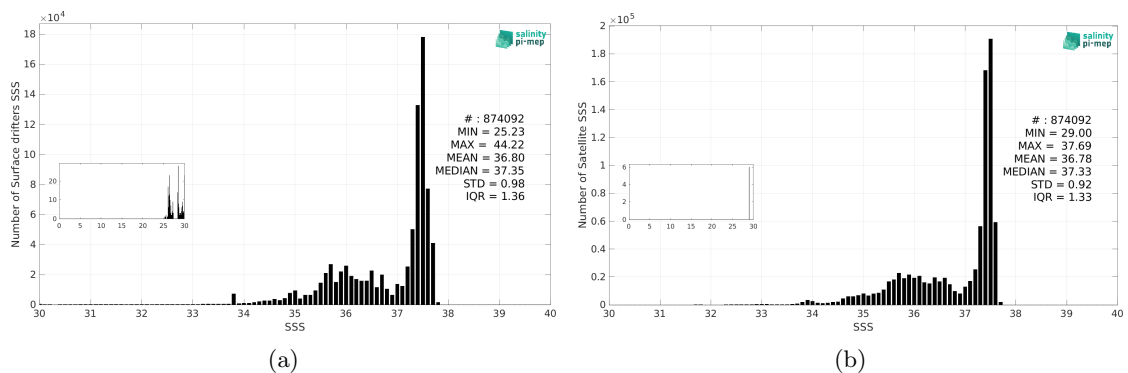 ×10⁴
18
16
14
12
10
8
6
4
2
0
Number of Surface drifters SSS
salinity
pi-mep
# : 874092
MIN = 25.23
MAX = 44.22
MEAN = 36.80
MEDIAN = 37.35
STD = 0.98
IQR = 1.36
20
10
0
0 5 10 15 20 25 30
30 31 32 33 34 35 36 37 38 39 40
SSS
(a)
×10⁵
2
1.8
1.6
1.4
1.2
1
0.8
0.6
0.4
0.2
0
Number of Satellite SSS
salinity
pi-mep
# : 874092
MIN = 29.00
MAX = 37.69
MEAN = 36.78
MEDIAN = 37.33
STD = 0.92
IQR = 1.33
6
4
2
0
0 5 10 15 20 25 30
30 31 32 33 34 35 36 37 38 39 40
SSS
(b)